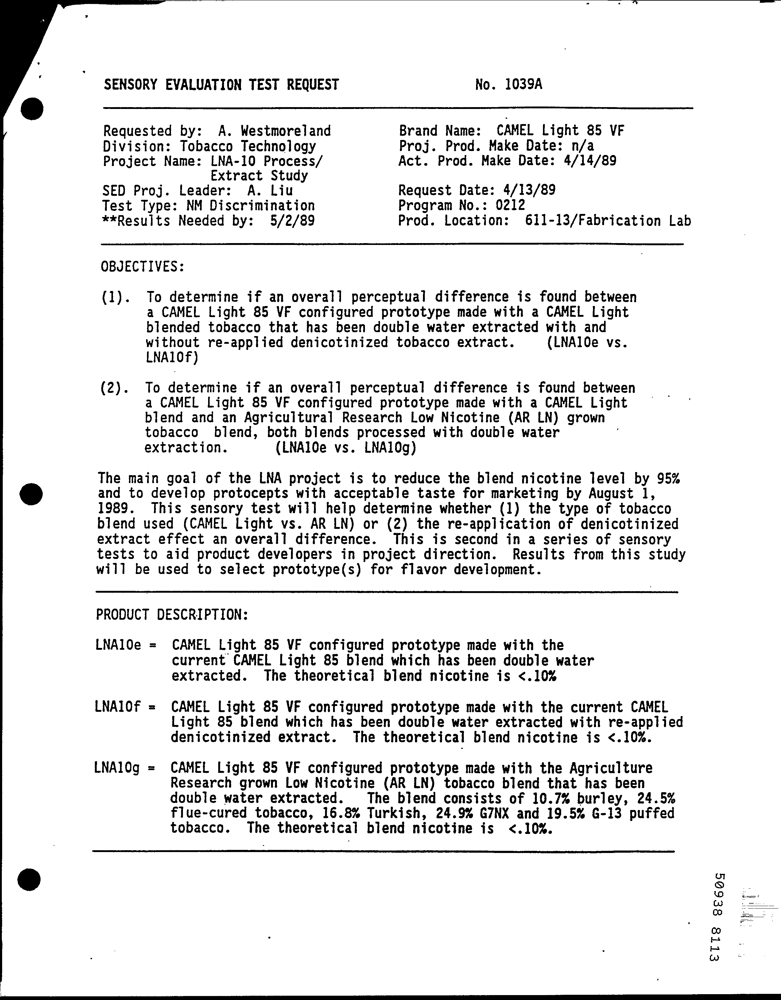 SENSORY EVALUATION TEST REQUEST No. 1039A
Requested by: A. Westmoreland Brand Name: CAMEL Light 85 VF
Division: Tobacco Technology Proj. Prod. Make Date: n/a
Project Name: LNA-10 Process/ Act. Prod. Make Date: 4/14/89
Extract Study
SED Proj. Leader: A. Liu Request Date: 4/13/89
Test Type: NM Discrimination Program No.: 0212
**Results Needed by: 5/2/89 Prod. Location: 611-13/Fabrication Lab
OBJECTIVES:
(1). To determine if an overall perceptual difference is found between
a CAMEL Light 85 VF configured prototype made with a CAMEL Light
blended tobacco that has been double water extracted with and
without re-applied denicotinized tobacco extract. (LNA10e vs.
LNA10f)
(2). To determine if an overall perceptual difference is found between
a CAMEL Light 85 VF configured prototype made with a CAMEL Light
blend and an Agricultural Research Low Nicotine (AR LN) grown
tobacco blend, both blends processed with double water
extraction. (LNA10e vs. LNA10g)
The main goal of the LNA project is to reduce the blend nicotine level by 95%
and to develop protocepts with acceptable taste for marketing by August 1,
1989. This sensory test will help determine whether (1) the type of tobacco
blend used (CAMEL Light vs. AR LN) or (2) the re-application of denicotinized
extract effect an overall difference. This is second in a series of sensory
tests to aid product developers in project direction. Results from this study
will be used to select prototype(s) for flavor development.
PRODUCT DESCRIPTION:
LNA10e = CAMEL Light 85 VF configured prototype made with the
current CAMEL Light 85 blend which has been double water
extracted. The theoretical blend nicotine is <.10%
LNA10f = CAMEL Light 85 VF configured prototype made with the current CAMEL
Light 85 blend which has been double water extracted with re-applied
denicotinized extract. The theoretical blend nicotine is <.10%.
LNA10g = CAMEL Light 85 VF configured prototype made with the Agriculture
Research grown Low Nicotine (AR LN) tobacco blend that has been
double water extracted. The blend consists of 10.7% burley, 24.5%
flue-cured tobacco, 16.8% Turkish, 24.9% G7NX and 19.5% G-13 puffed
tobacco. The theoretical blend nicotine is <.10%.
50938 8113